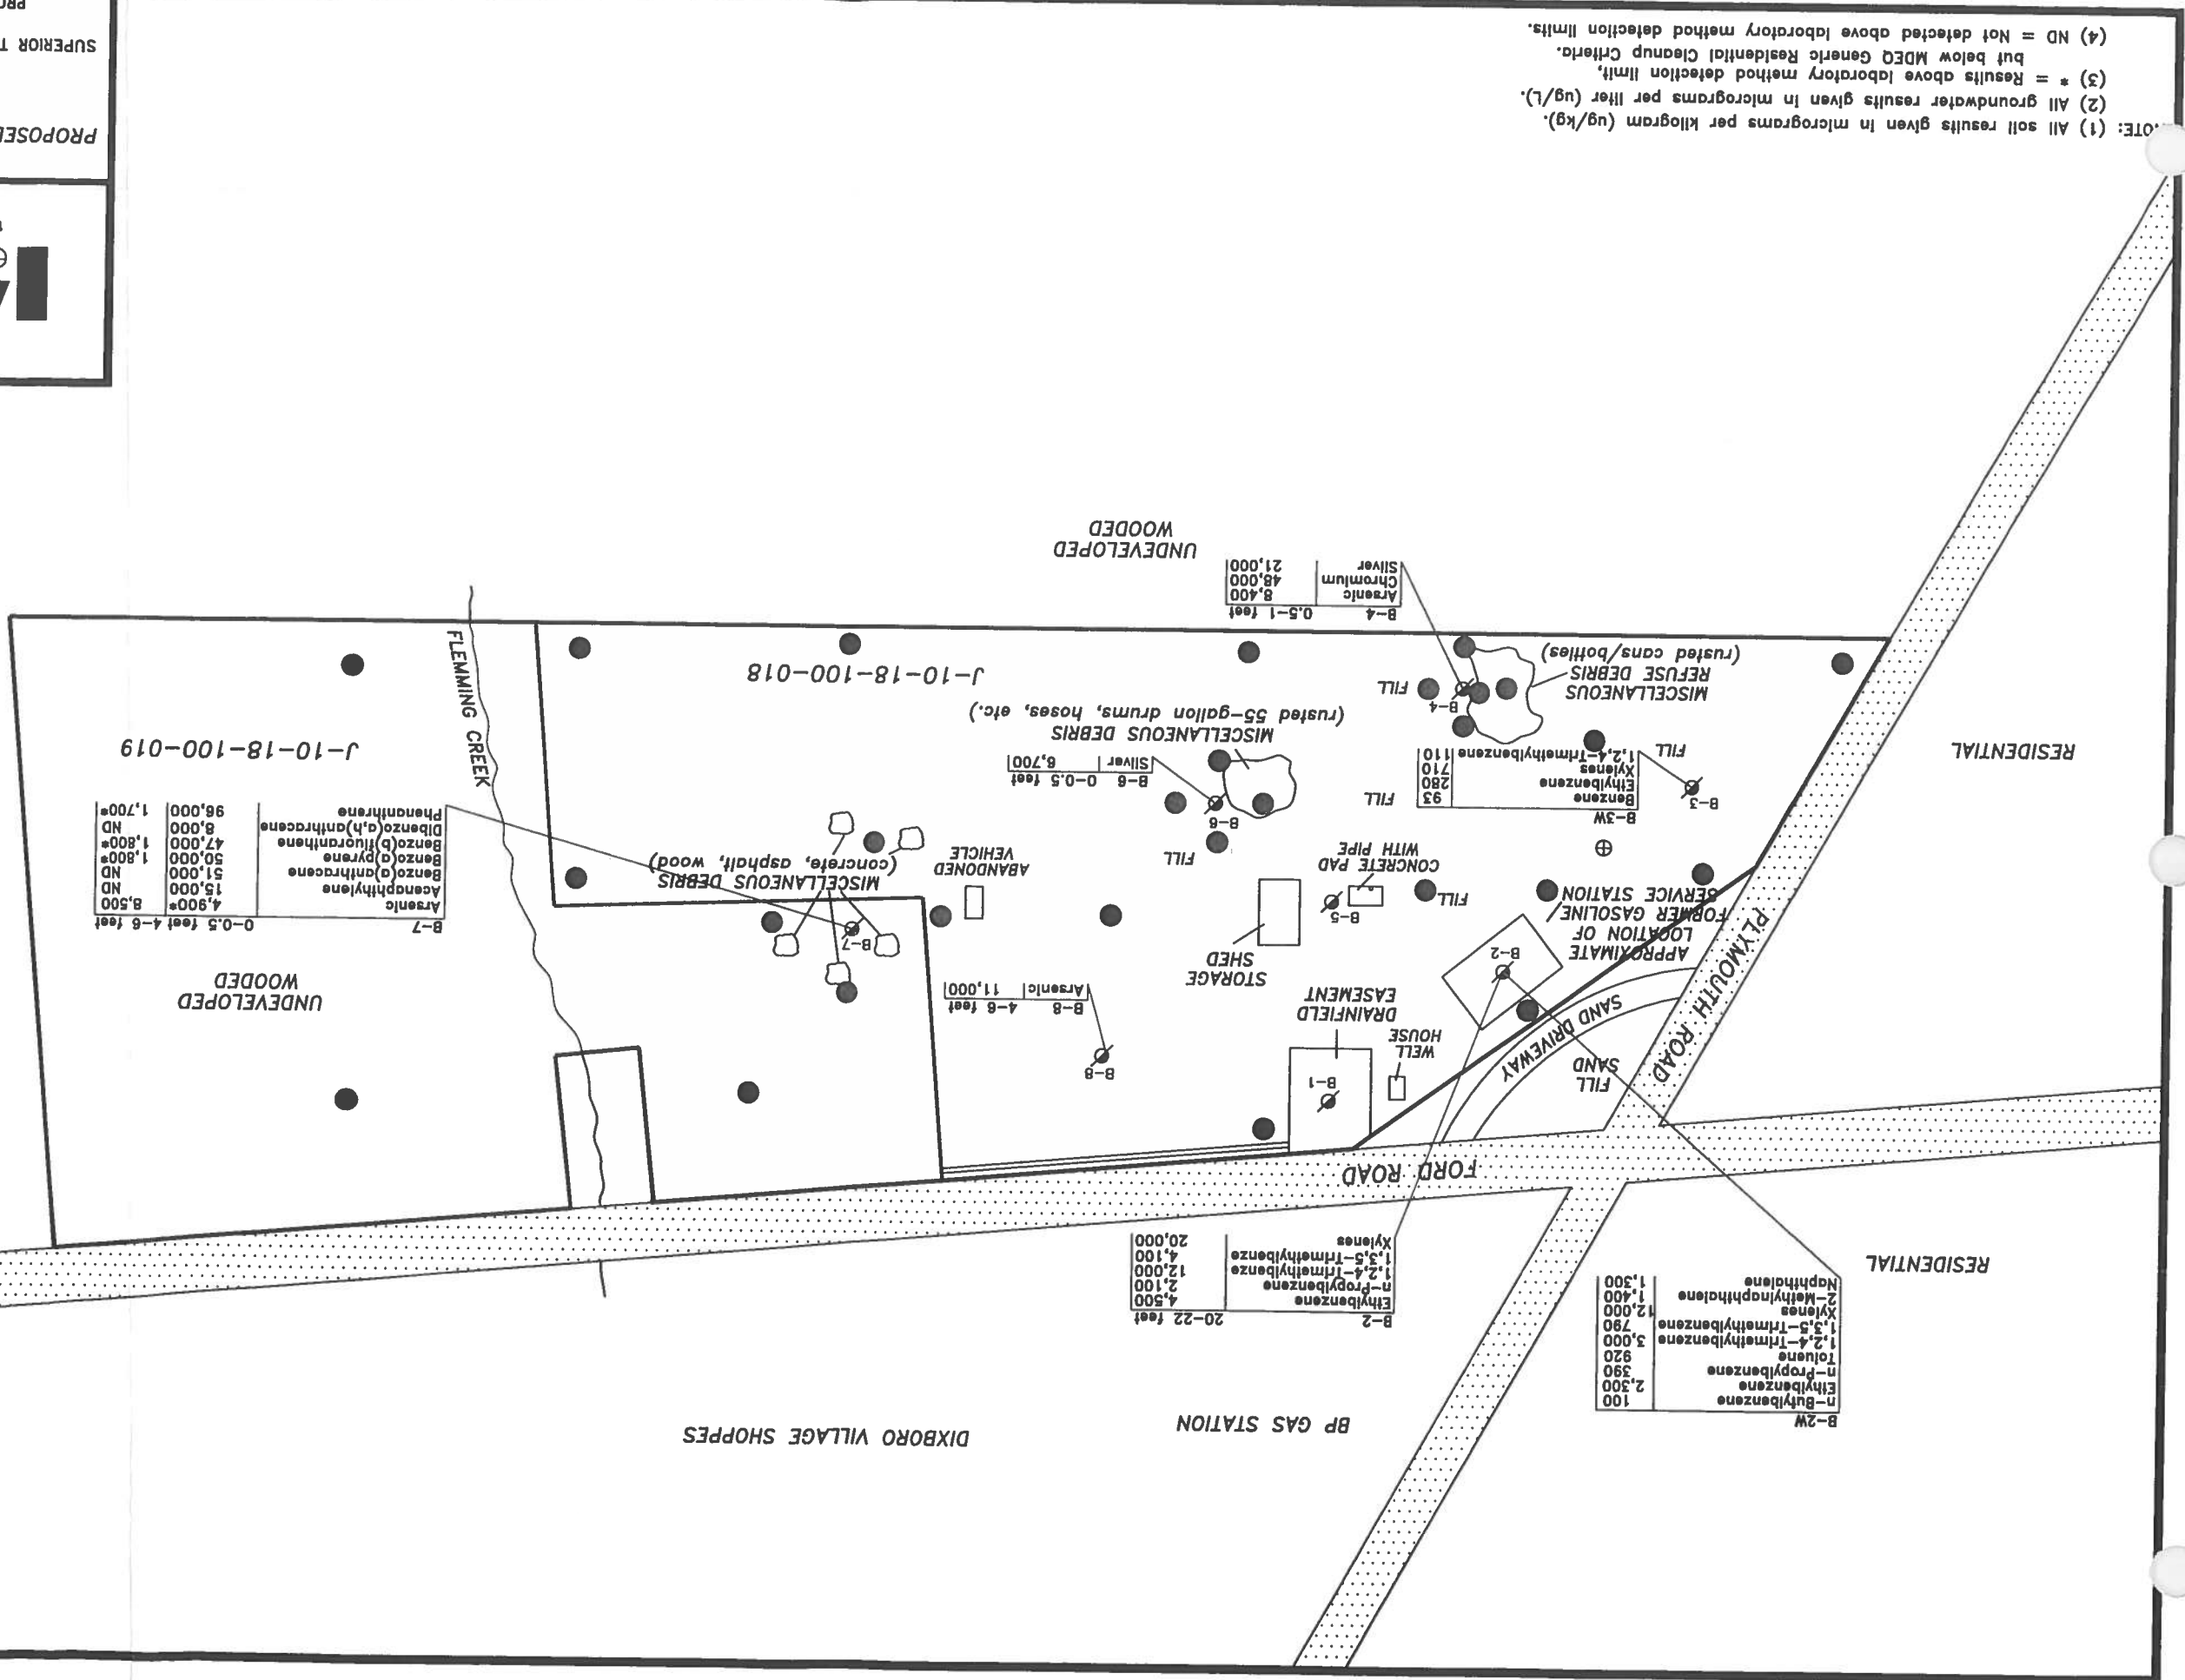 DIXBORO VILLAGE SHOPPES
BP GAS STATION
B-2W
n-Butylbenzene 100
Ethylbenzene 2,300
n-Propylbenzene 390
Toluene 920
1,2,4-Trimethylbenzene 3,000
1,3,5-Trimethylbenzene 790
Xylenes 12,000
2-Methylnaphthalene 1,400
Naphthalene 1,300
B-2 20-22 feet
Ethylbenzene 4,500
n-Propylbenzene 2,100
1,2,4-Trimethylbenze 12,000
1,3,5-Trimethylbenze 4,100
Xylenes 20,000
RESIDENTIAL
FORD ROAD
PLYMOUTH ROAD
FILL
SAND
SAND DRIVEWAY
WELL
HOUSE
B-1
DRAINFIELD
EASEMENT
B-8
B-8 4-6 feet
Arsenic 11,000
STORAGE
SHED
B-2
APPROXIMATE
LOCATION OF
FORMER GASOLINE
SERVICE STATION
FILL
B-5
CONCRETE PAD
WITH PIPE
ABANDONED
VEHICLE
B-7
MISCELLANEOUS DEBRIS
(concrete, asphalt, wood)
UNDEVELOPED
WOODED
B-7 0-0.5 feet 4-6 feet
Arsenic 4,900* 8,500
Acenaphthylene 15,000 ND
Benzo(a)anthracene 51,000 ND
Benzo(a)pyrene 50,000 1,800*
Benzo(b)fluoranthene 47,000 1,800*
Dibenzo(a,h)anthracene 8,000 ND
Phenanthrene 96,000 1,700*
J-10-18-100-019
FLEMMING CREEK
B-3W
Benzene 93
Ethylbenzene 280
Xylenes 710
1,2,4-Trimethylbenzene 110
B-3
FILL
FILL
FILL
B-6
B-6 0-0.5 feet
Silver 6,700
MISCELLANEOUS DEBRIS
(rusted 55-gallon drums, hoses, etc.)
RESIDENTIAL
MISCELLANEOUS
REFUSE DEBRIS
(rusted cans/bottles)
B-4
FILL
J-10-18-100-018
B-4 0.5-1 feet
Arsenic 8,400
Chromium 48,000
Silver 21,000
UNDEVELOPED
WOODED
NOTE: (1) All soil results given in micrograms per kilogram (ug/kg).
(2) All groundwater results given in micrograms per liter (ug/L).
(3) * = Results above laboratory method detection limit,
but below MDEQ Generic Residential Cleanup Criteria.
(4) ND = Not detected above laboratory method detection limits.
PROPOSED
SUPERIOR T
PRO